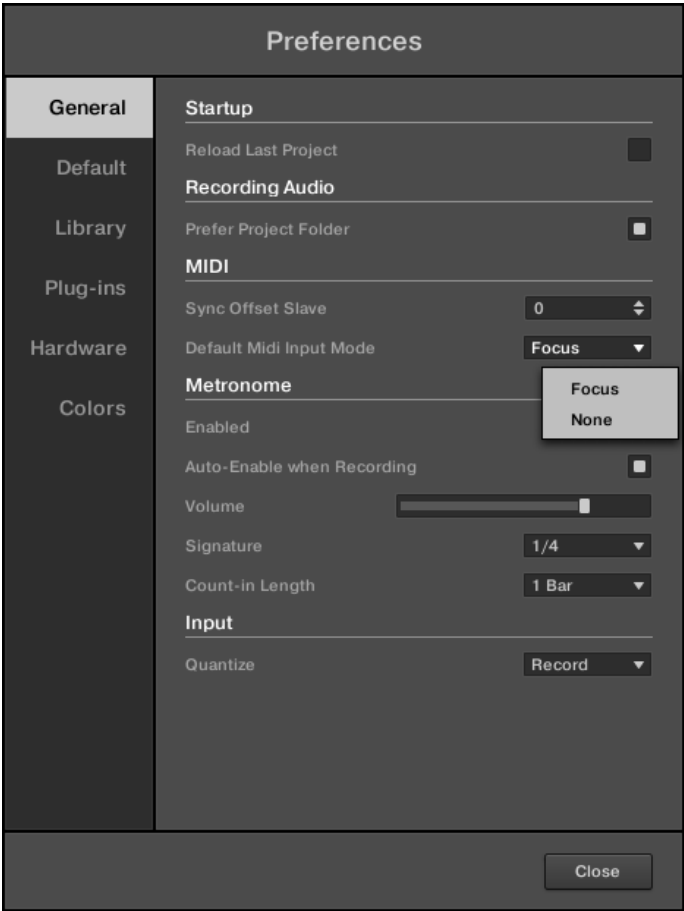 Preferences
General
Default
Library
Plug-ins
Hardware
Colors
Startup
Reload Last Project
Recording Audio
Prefer Project Folder
MIDI
Sync Offset Slave 0
Default Midi Input Mode Focus
Focus
None
Metronome
Enabled
Auto-Enable when Recording
Volume
Signature 1/4
Count-in Length 1 Bar
Input
Quantize Record
Close